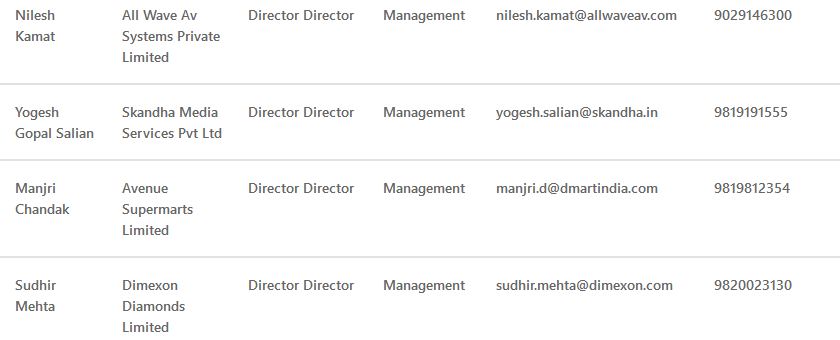 Nilesh All Wave Av Director Director Management nilesh.kamat@allwaveav.com 9029146300
Kamat Systems Private
Limited
Yogesh Skandha Media Director Director Management yogesh.salian@skandha.in 9819191555
Gopal Salian Services Pvt Ltd
Manjri Avenue Director Director Management manjri.d@dmartindia.com 9819812354
Chandak Supermarts
Limited
Sudhir Dimexon Director Director Management sudhir.mehta@dimexon.com 9820023130
Mehta Diamonds
Limited